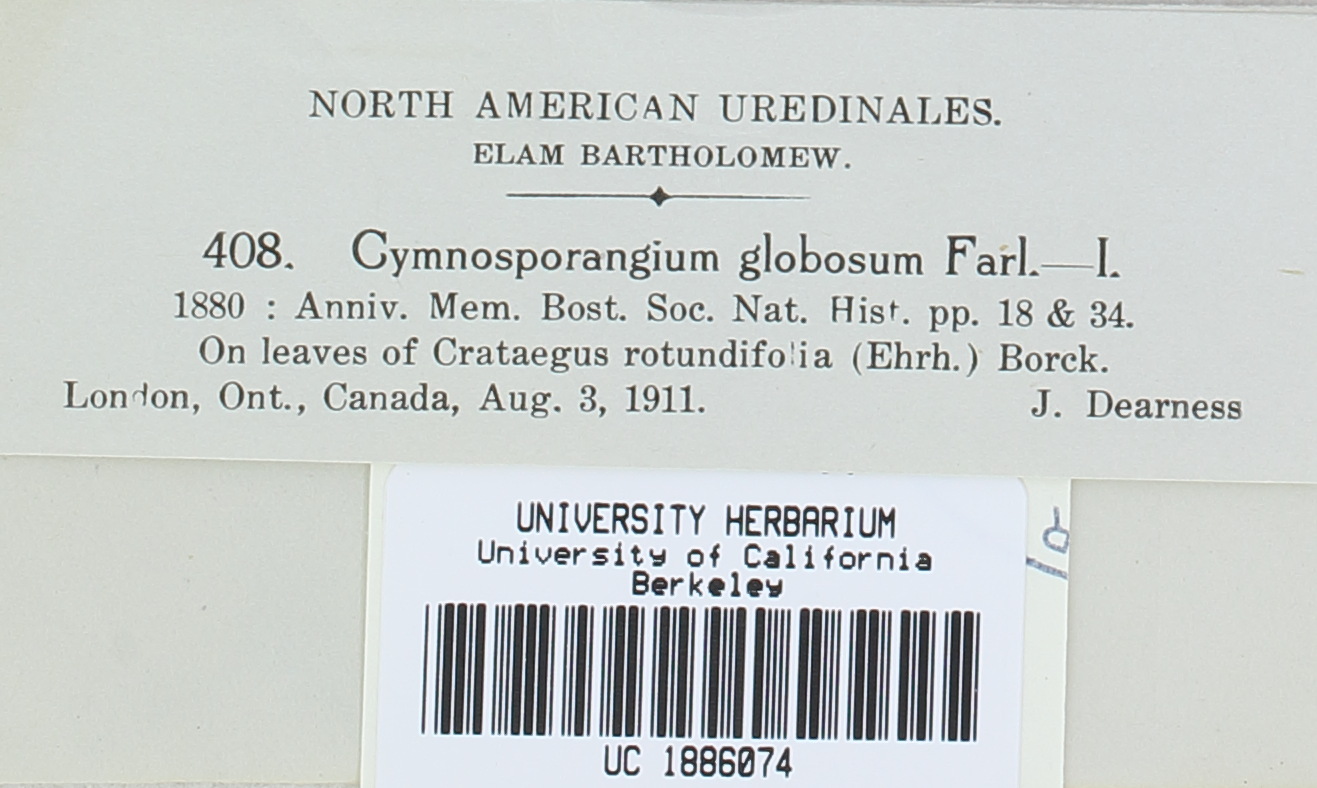 NORTH AMERICAN UREDINALES.
ELAM BARTHOLOMEW.
408. Gymnosporangium globosum Farl.—I.
1880 : Anniv. Mem. Bost. Soc. Nat. Hist. pp. 18 & 34.
On leaves of Crataegus rotundifolia (Ehrh.) Borck.
London, Ont., Canada, Aug. 3, 1911. J. Dearness
UNIVERSITY HERBARIUM
University of California
Berkeley
UC 1886074